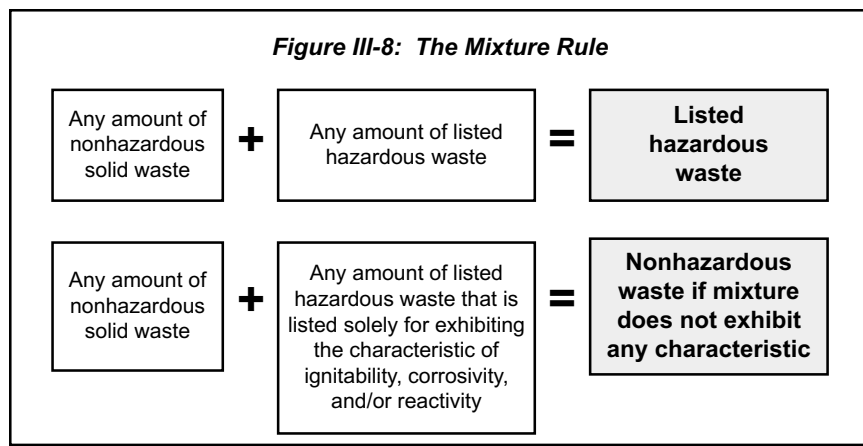 Figure III-8: The Mixture Rule
Any amount of
nonhazardous
solid waste
+
Any amount of listed
hazardous waste
=
Listed
hazardous
waste
Any amount of
nonhazardous
solid waste
+
Any amount of listed
hazardous waste that is
listed solely for exhibiting
the characteristic of
ignitability, corrosivity,
and/or reactivity
=
Nonhazardous
waste if mixture
does not exhibit
any characteristic